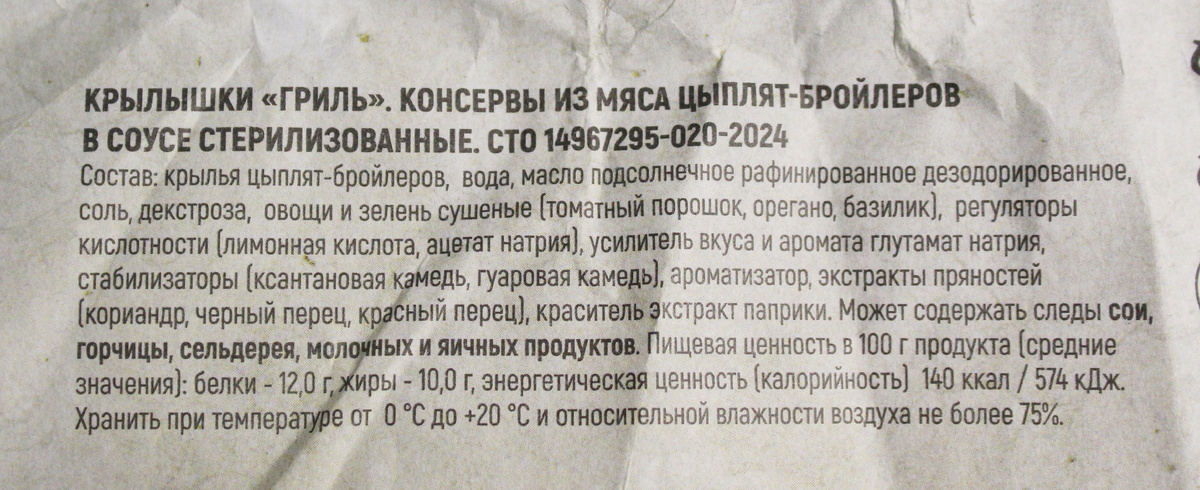 КРЫЛЫШКИ «ГРИЛЬ». КОНСЕРВЫ ИЗ МЯСА ЦЫПЛЯТ-БРОЙЛЕРОВ
В СОУСЕ СТЕРИЛИЗОВАННЫЕ. СТО 14967295-020-2024
Состав: крылья цыплят-бройлеров, вода, масло подсолнечное рафинированное дезодорированное,
соль, декстроза, овощи и зелень сушеные (томатный порошок, орегано, базилик), регуляторы
кислотности (лимонная кислота, ацетат натрия), усилитель вкуса и аромата глутамат натрия,
стабилизаторы (ксантановая камедь, гуаровая камедь), ароматизатор, экстракты пряностей
(кориандр, черный перец, красный перец), краситель экстракт паприки. Может содержать следы сои,
горчицы, сельдерея, молочных и яичных продуктов. Пищевая ценность в 100 г продукта (средние
значения): белки - 12,0 г, жиры - 10,0 г, энергетическая ценность (калорийность) 140 ккал / 574 кДж.
Хранить при температуре от 0 °С до +20 °С и относительной влажности воздуха не более 75%.